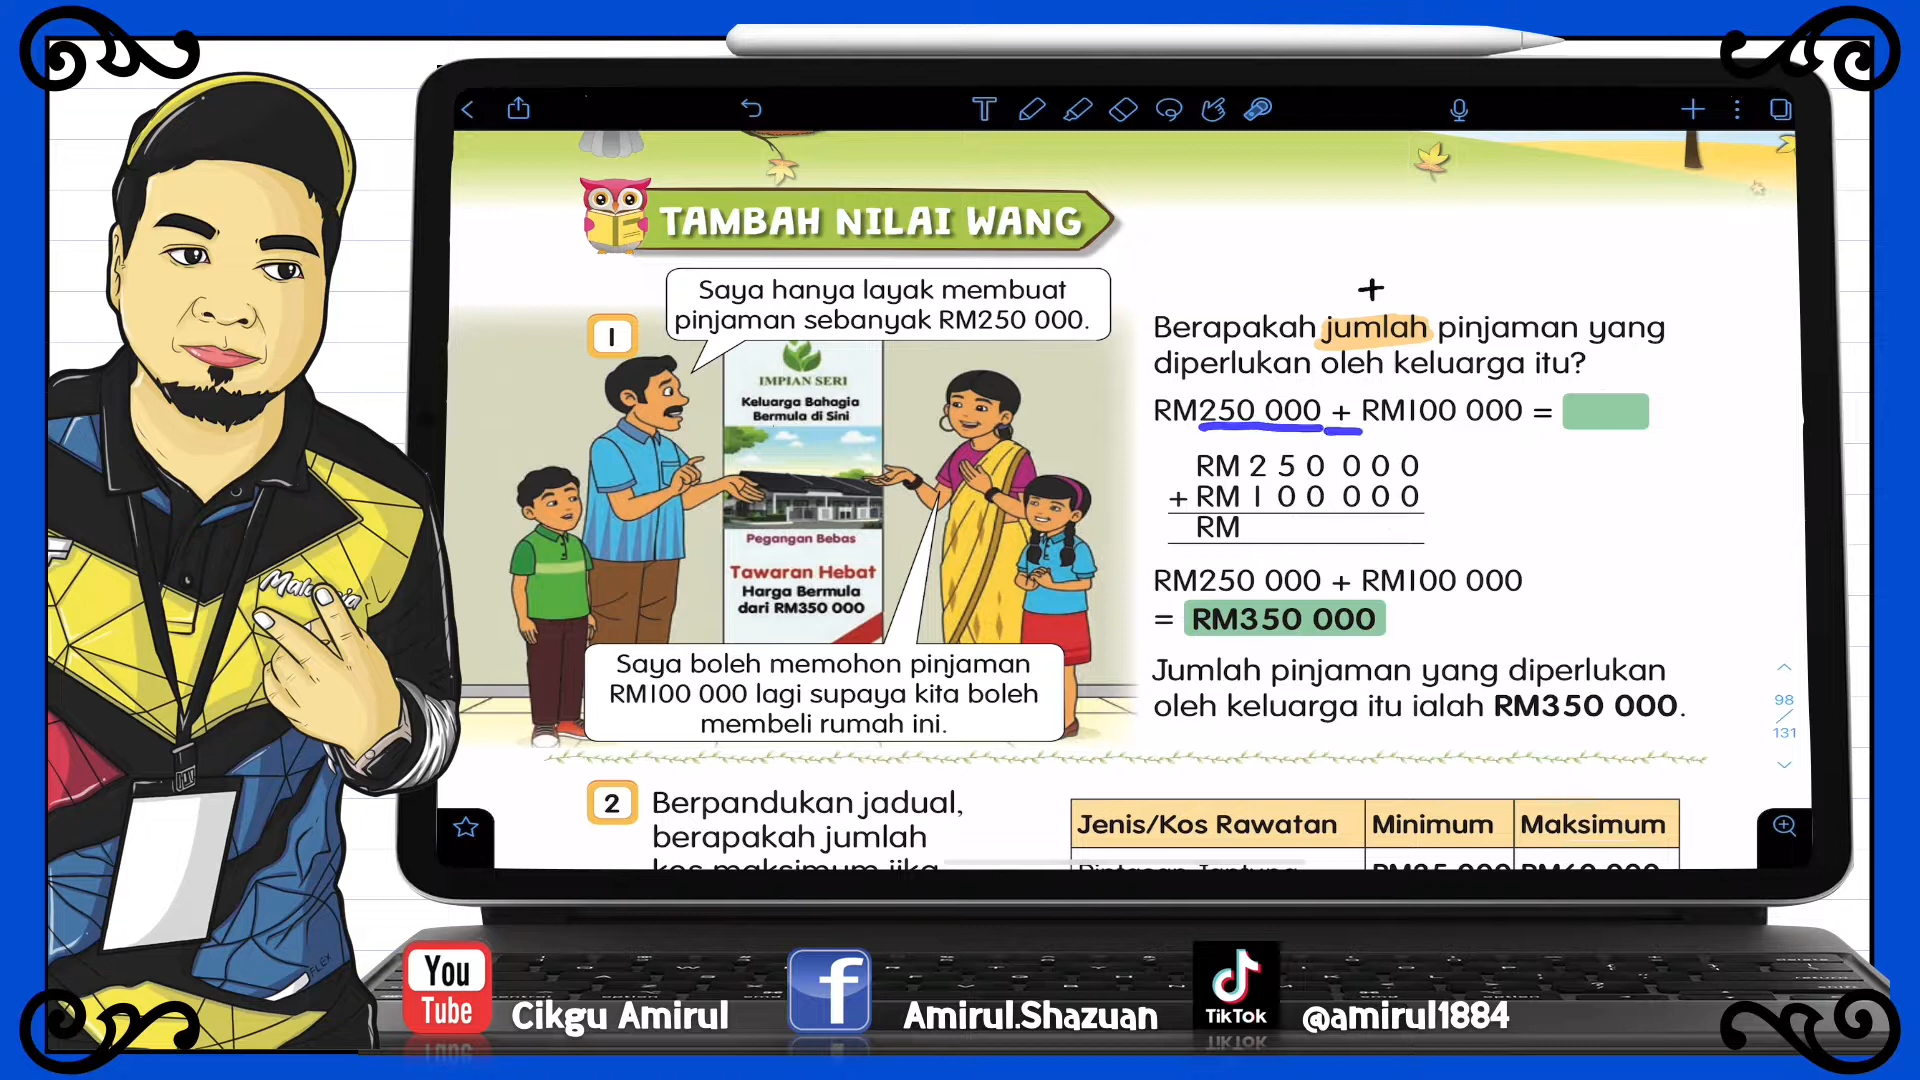 TAMBAH NILAI WANG
1
Saya hanya layak membuat
pinjaman sebanyak RM250 000.
IMPIAN SERI
Keluarga Bahagia
Bermula di Sini
Pegangan Bebas
Tawaran Hebat
Harga Bermula
dari RM350 000
Saya boleh memohon pinjaman
RM100 000 lagi supaya kita boleh
membeli rumah ini.
+
Berapakah jumlah pinjaman yang
diperlukan oleh keluarga itu?
RM250 000 + RM100 000 =
RM 2 5 0 0 0 0
+ RM 1 0 0 0 0 0
RM
RM250 000 + RM100 000
= RM350 000
Jumlah pinjaman yang diperlukan
oleh keluarga itu ialah RM350 000.
98
131
2
Berpandukan jadual,
berapakah jumlah
kos maksimum jika
Jenis/Kos Rawatan Minimum Maksimum
You
Tube
Cikgu Amirul
f
Amirul.Shazuan
TikTok
@amirul1884